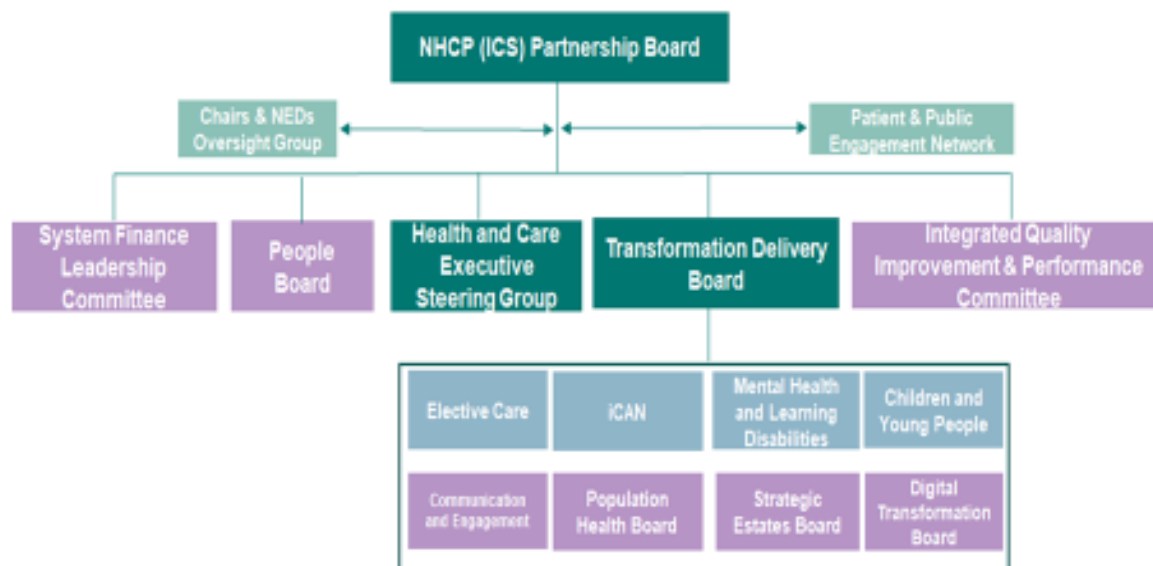 NHCP (ICS) Partnership Board
Chairs & NEDs
Oversight Group
Patient & Public
Engagement Network
System Finance
Leadership
Committee
People
Board
Health and Care
Executive
Steering Group
Transformation Delivery
Board
Integrated Quality
Improvement & Performance
Committee
Elective Care
iCAN
Mental Health
and Learning
Disabilities
Children and
Young People
Communication
and Engagement
Population
Health Board
Strategic
Estates Board
Digital
Transformation
Board